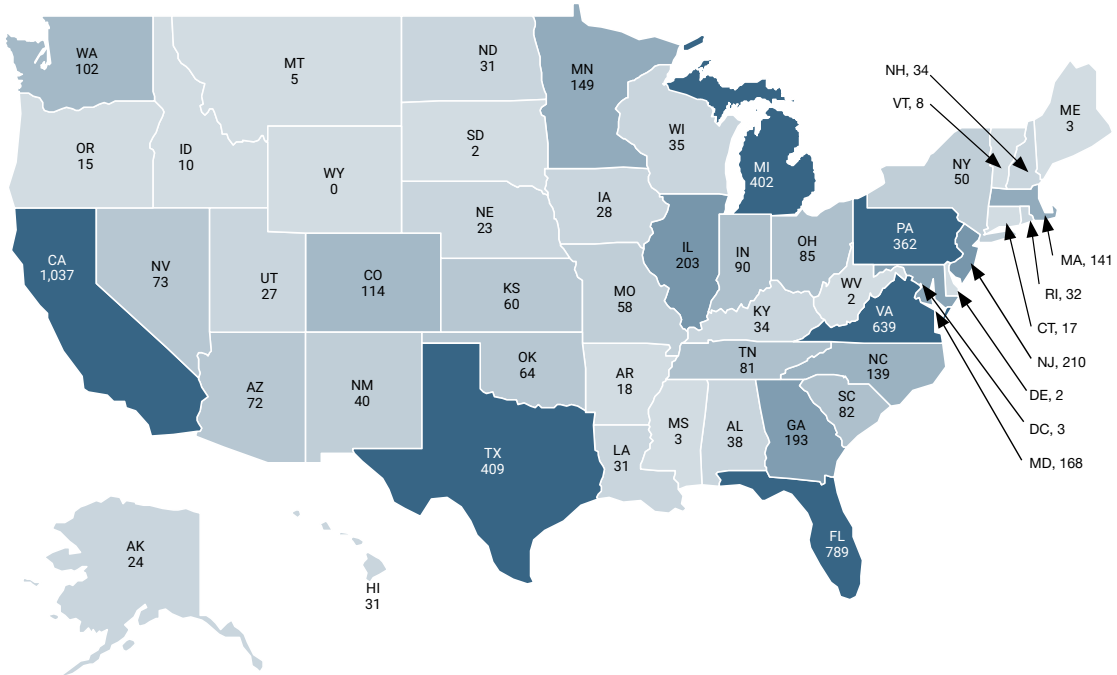 WA
102
MT
5
ND
31
MN
149
NH, 34
VT, 8
ME
3
OR
15
ID
10
SD
2
WI
35
MI
402
NY
50
WY
0
IA
28
NE
23
PA
362
CA
1,037
NV
73
UT
27
CO
114
KS
60
MO
58
IL
203
IN
90
OH
85
WV
2
VA
639
KY
34
MA, 141
RI, 32
CT, 17
NJ, 210
DE, 2
DC, 3
MD, 168
AZ
72
NM
40
OK
64
AR
18
TN
81
NC
139
SC
82
TX
409
LA
31
MS
3
AL
38
GA
193
FL
789
AK
24
HI
31